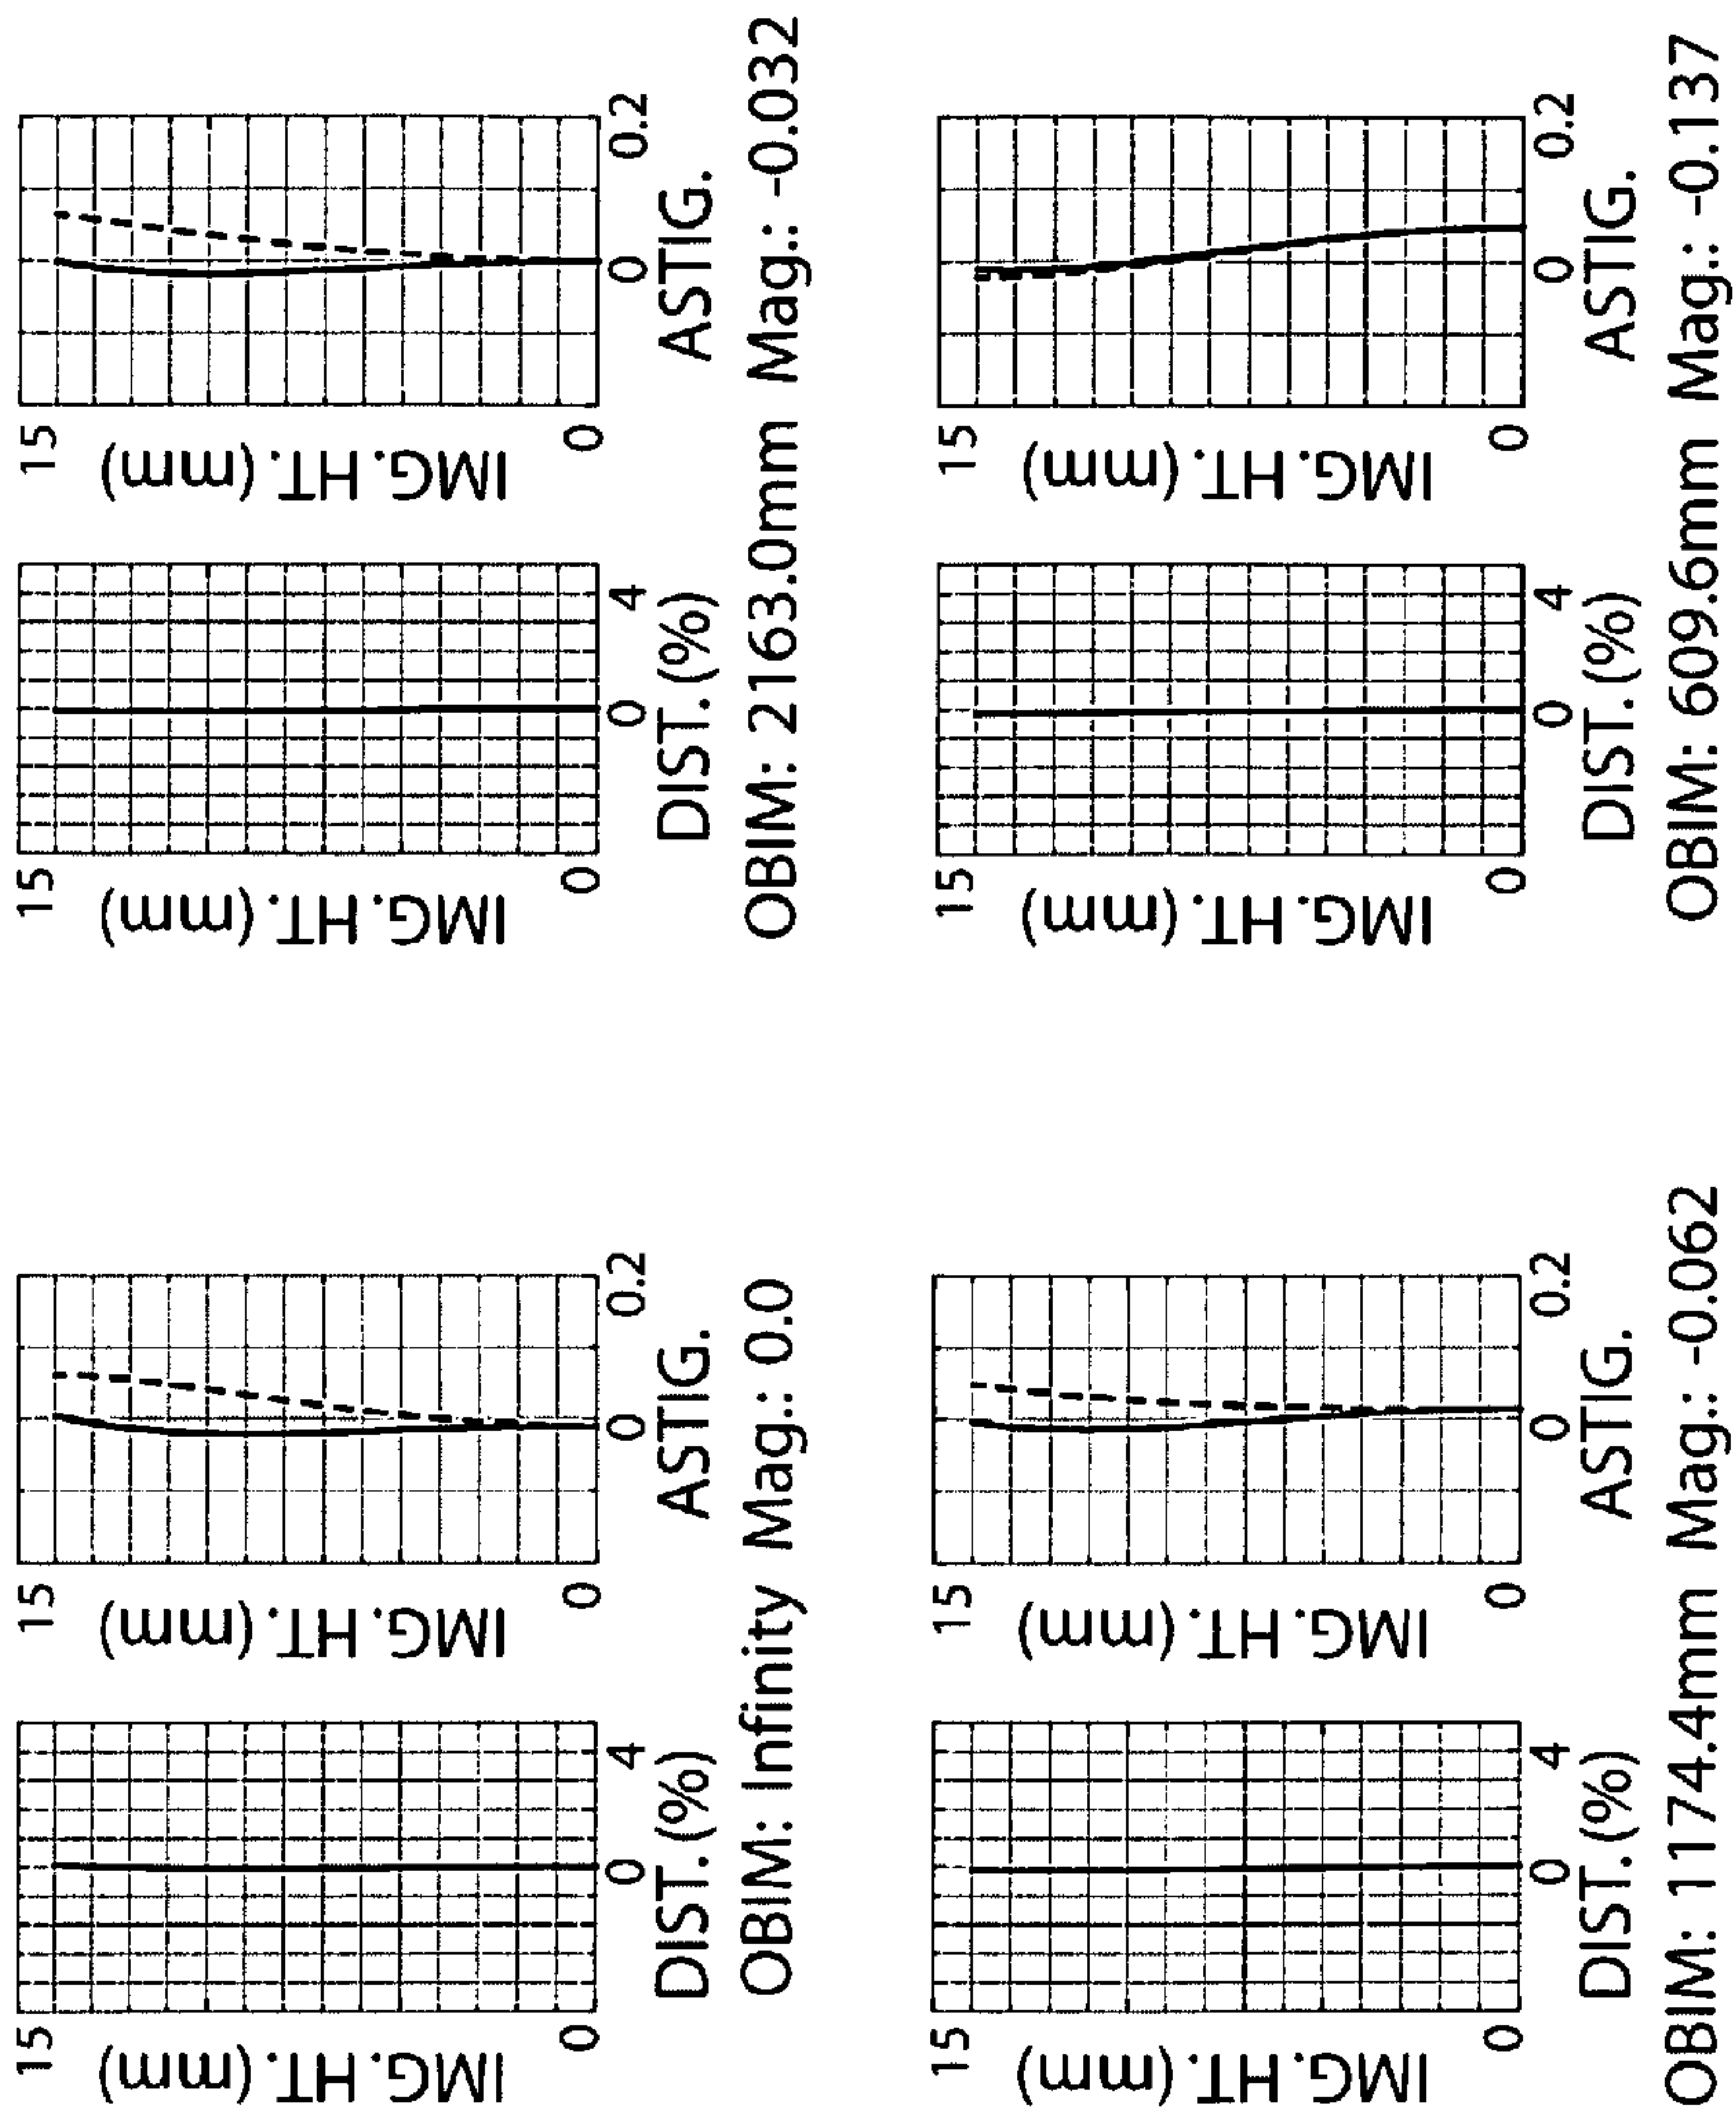 15
IMG. HT. (mm)
0
0
4
DIST. (%)
15
IMG. HT. (mm)
0
0
0.2
ASTIG.
OBIM: Infinity Mag.: 0.0
15
IMG. HT. (mm)
0
0
4
DIST. (%)
15
IMG. HT. (mm)
0
0
0.2
ASTIG.
OBIM: 2163.0mm Mag.: -0.032
15
IMG. HT. (mm)
0
0
4
DIST. (%)
15
IMG. HT. (mm)
0
0
0.2
ASTIG.
OBIM: 1174.4mm Mag.: -0.062
15
IMG. HT. (mm)
0
0
4
DIST. (%)
15
IMG. HT. (mm)
0
0
0.2
ASTIG.
OBIM: 609.6mm Mag.: -0.137